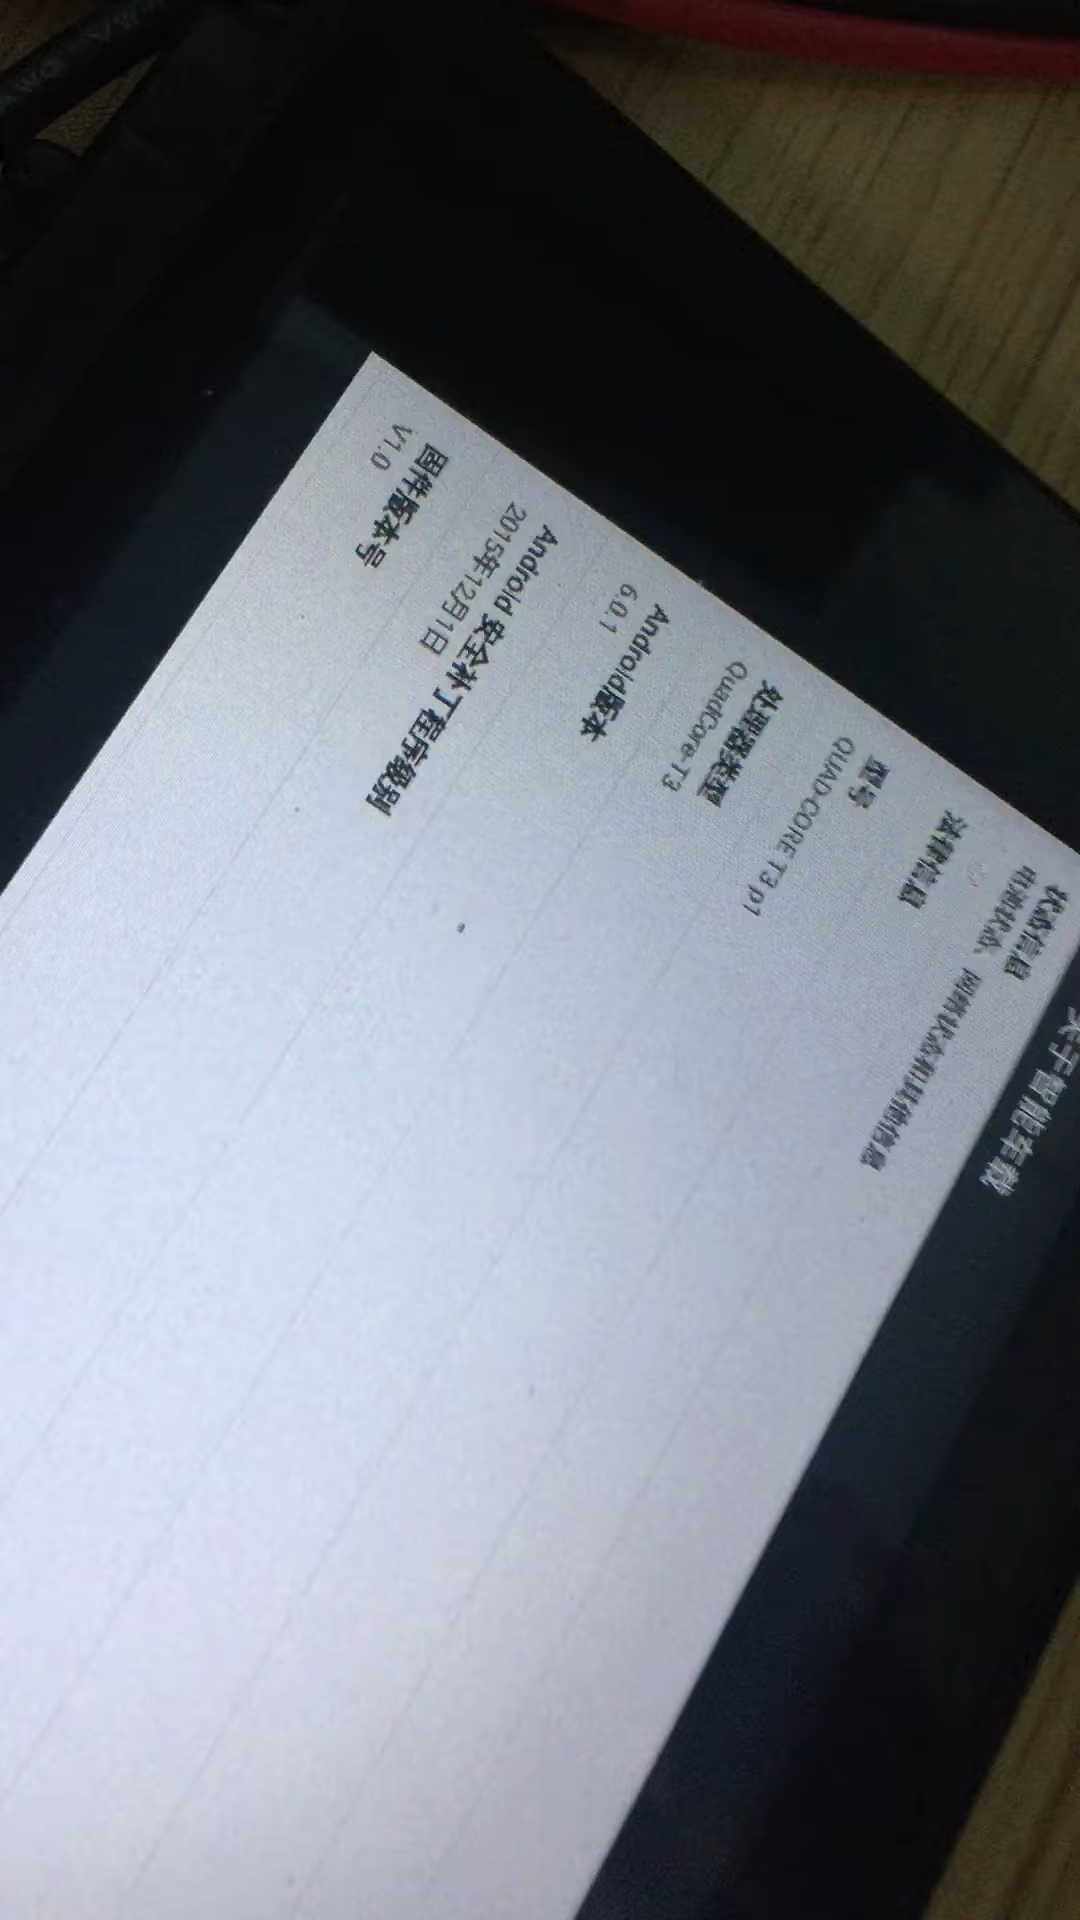 关于智能车载
状态信息
电池状态、网络状态和其他信息
法律信息
型号
QUAD-CORE T3 p1
处理器类型
QuadCore-T3
Android版本
6.0.1
Android 安全补丁程序级别
2015年12月1日
固件版本号
V1.0